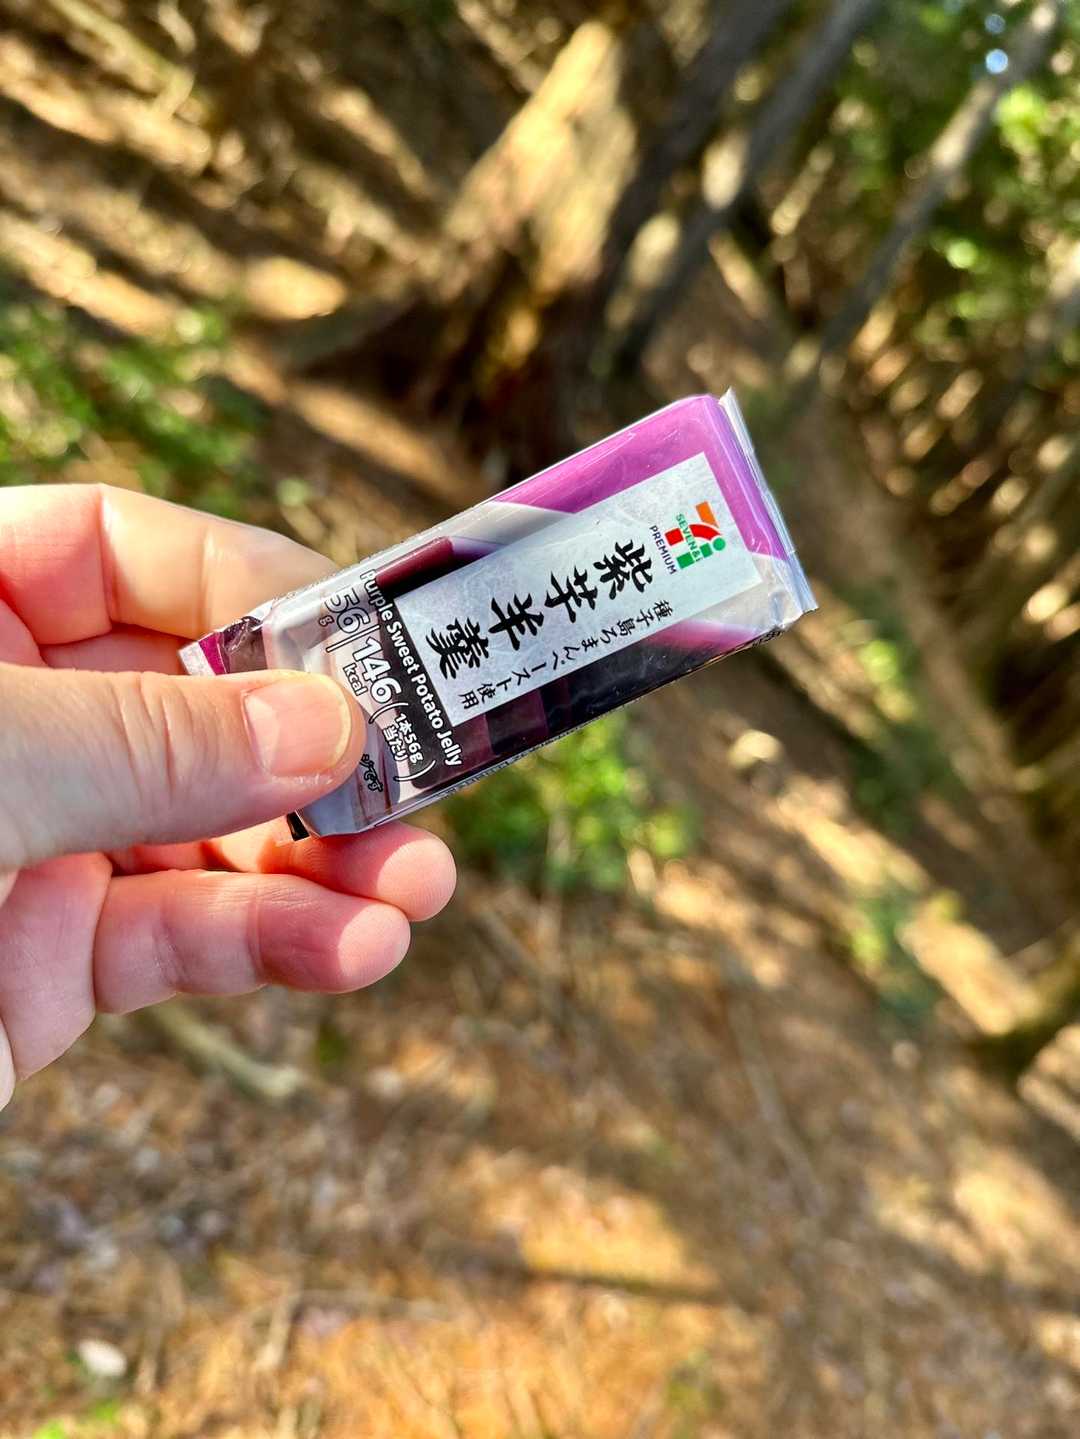 7i
SEVEN&i
PREMIUM
紫芋羊羹
種子島ろまんペースト使用
Purple Sweet Potato Jelly
56g
146kcal
(1本56g当たり)